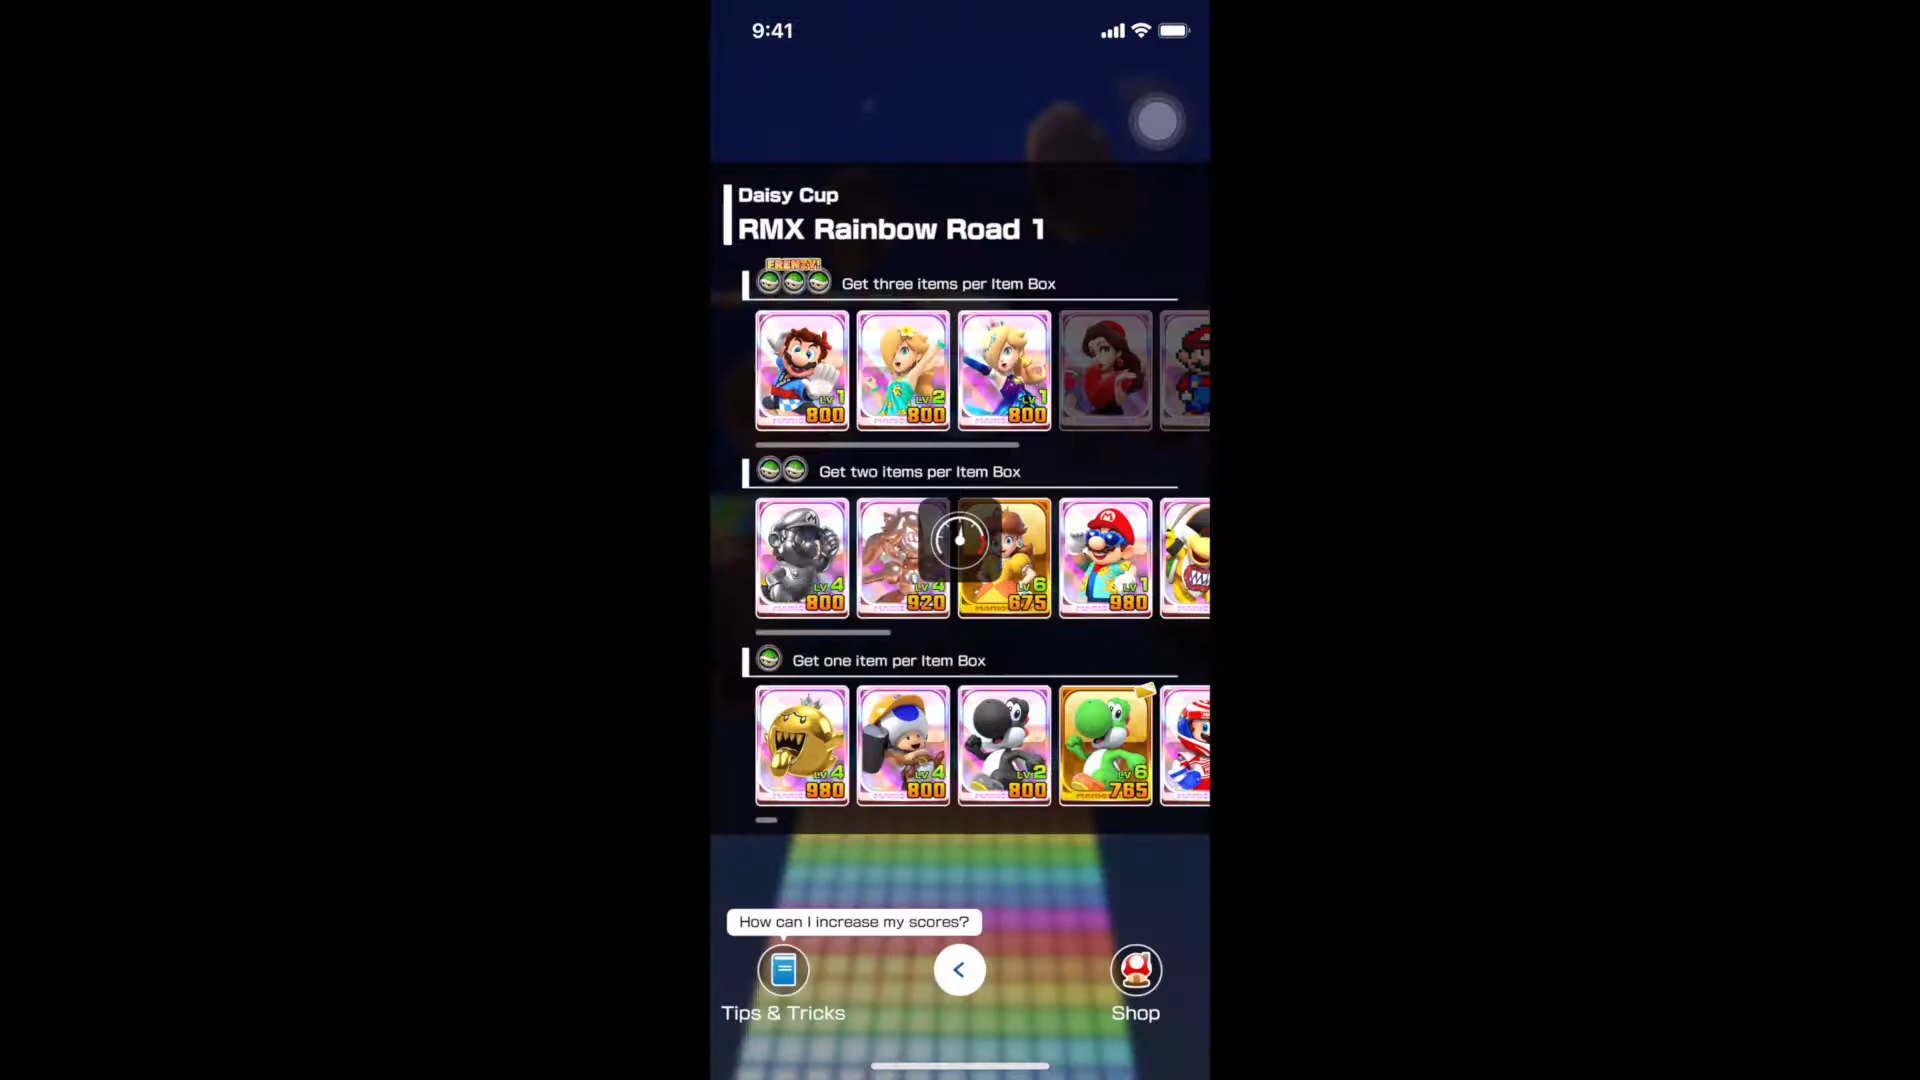 9:41
Daisy Cup
RMX Rainbow Road 1
FRENZY!
Get three items per Item Box
LV 1
800
LV 2
800
LV 1
800
Get two items per Item Box
LV 4
800
LV 4
920
LV 6
675
LV 1
980
Get one item per Item Box
LV 4
980
LV 4
800
LV 2
800
LV 6
765
How can I increase my scores?
Tips & Tricks
Shop